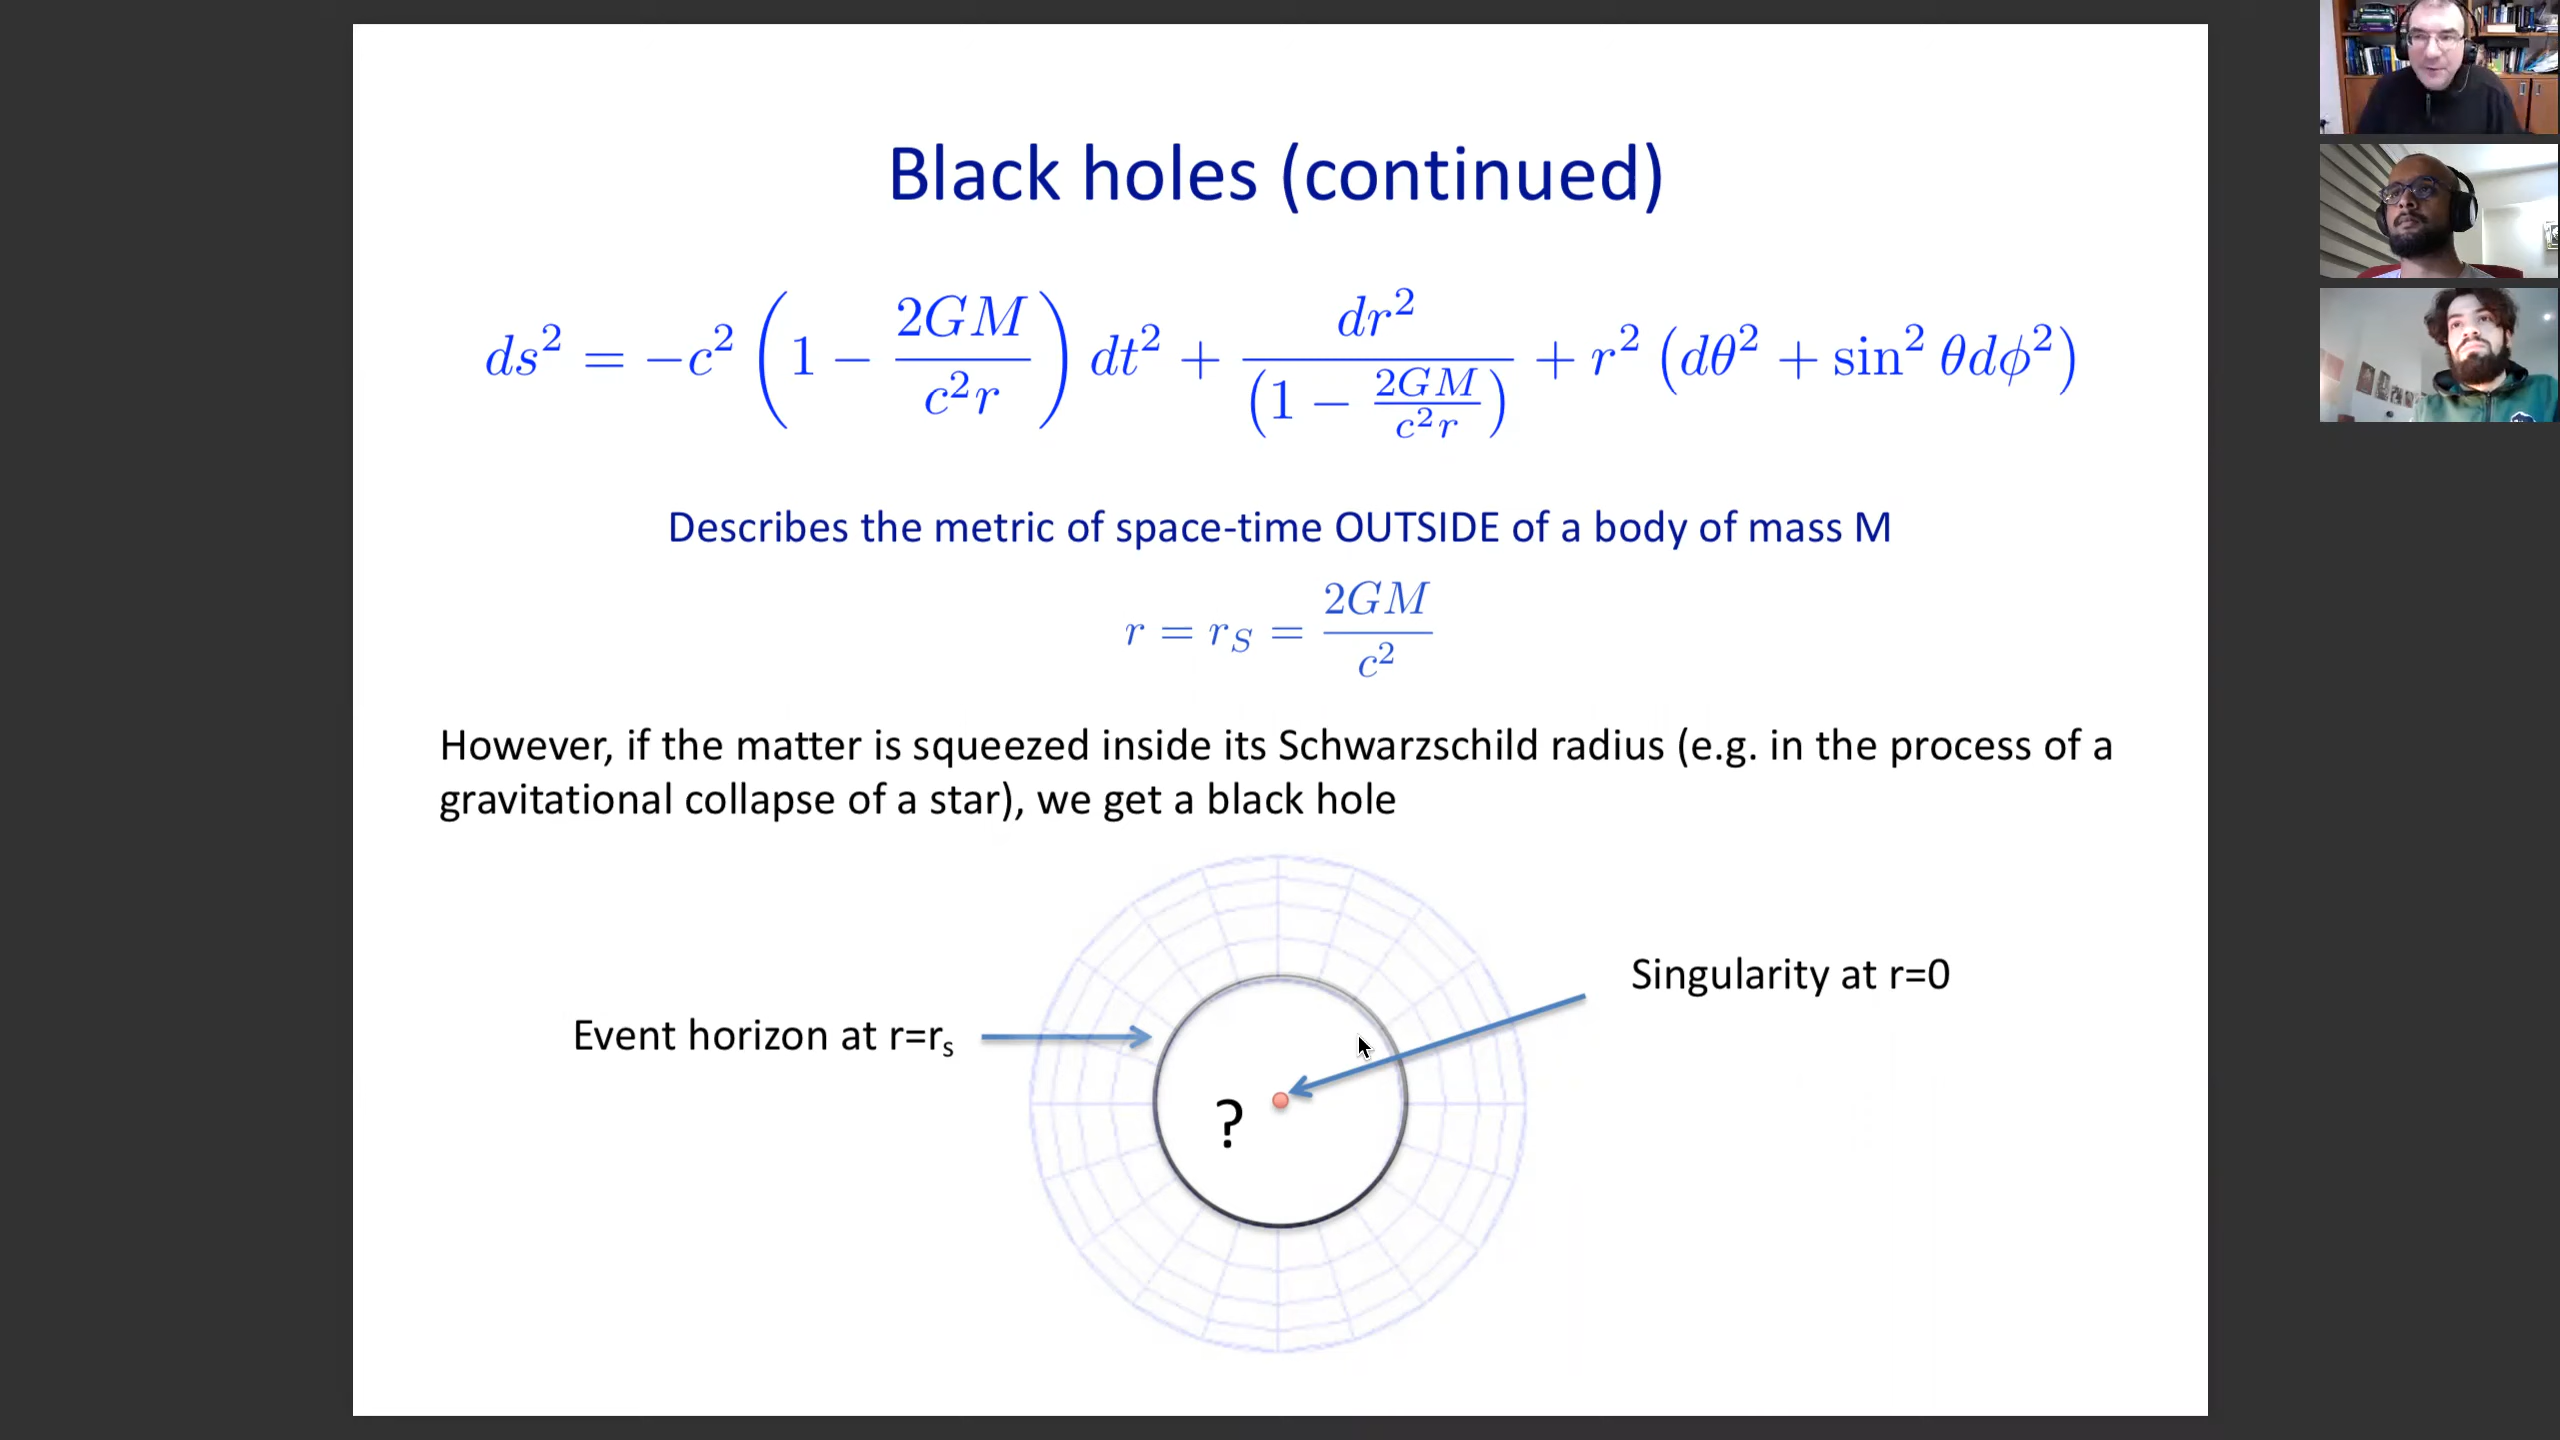 Black holes (continued)
ds² = −c² (1 − 2GM/c²r) dt² + dr²/(1 − 2GM/c²r) + r² (dθ² + sin² θdϕ²)
Describes the metric of space-time OUTSIDE of a body of mass M
r = r_S = 2GM/c²
However, if the matter is squeezed inside its Schwarzschild radius (e.g. in the process of a
gravitational collapse of a star), we get a black hole
Singularity at r=0
Event horizon at r=rₛ
?